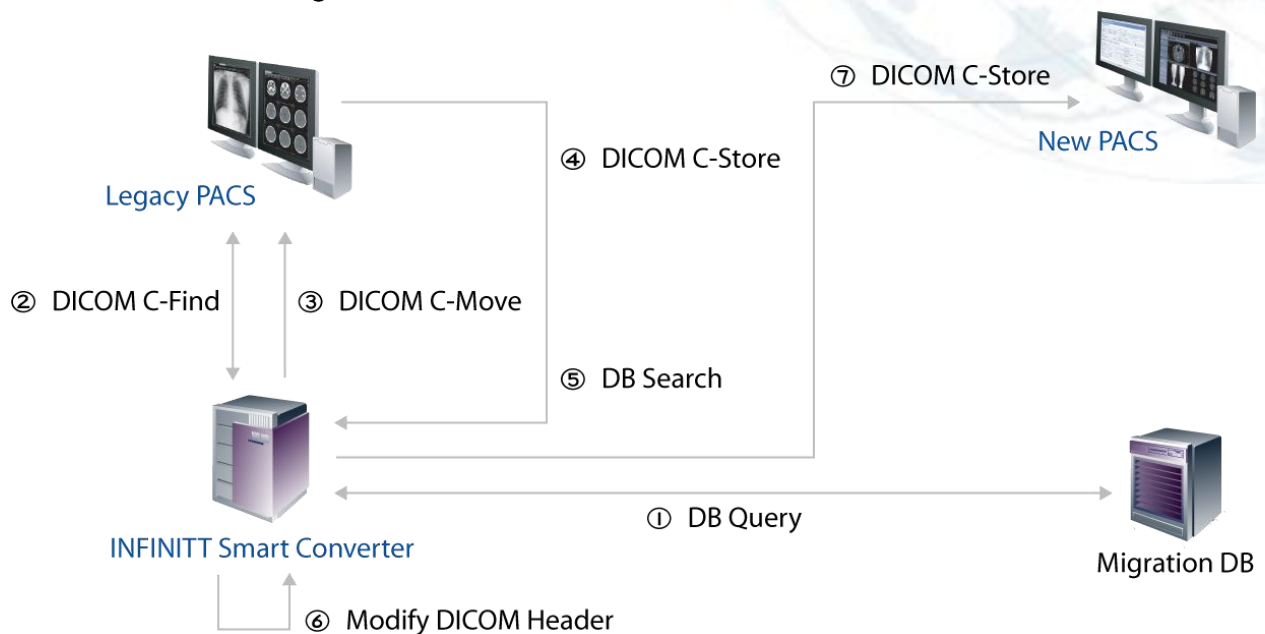 ⑦ DICOM C-Store
New PACS
④ DICOM C-Store
Legacy PACS
② DICOM C-Find
③ DICOM C-Move
⑤ DB Search
① DB Query
INFINITT Smart Converter
Migration DB
⑥ Modify DICOM Header